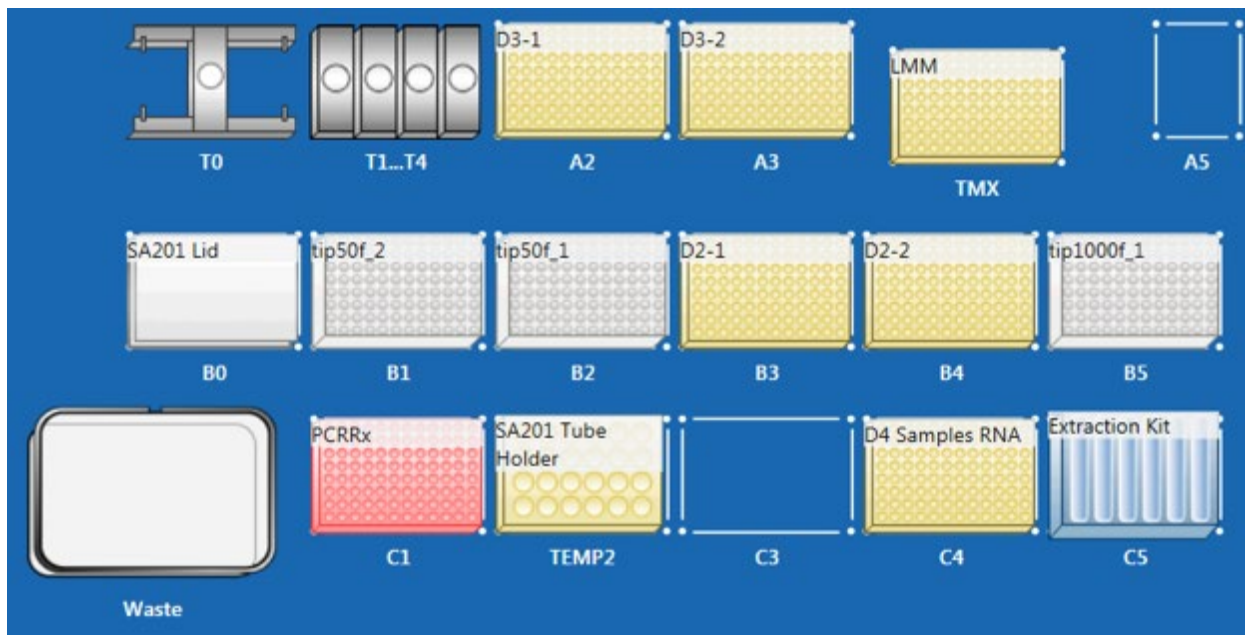 D3-1
D3-2
LMM
T0
T1...T4
A2
A3
TMX
A5
SA201 Lid
tip50f_2
tip50f_1
D2-1
D2-2
tip1000f_1
B0
B1
B2
B3
B4
B5
PCRRx
SA201 Tube
Holder
D4 Samples RNA
Extraction Kit
C1
TEMP2
C3
C4
C5
Waste